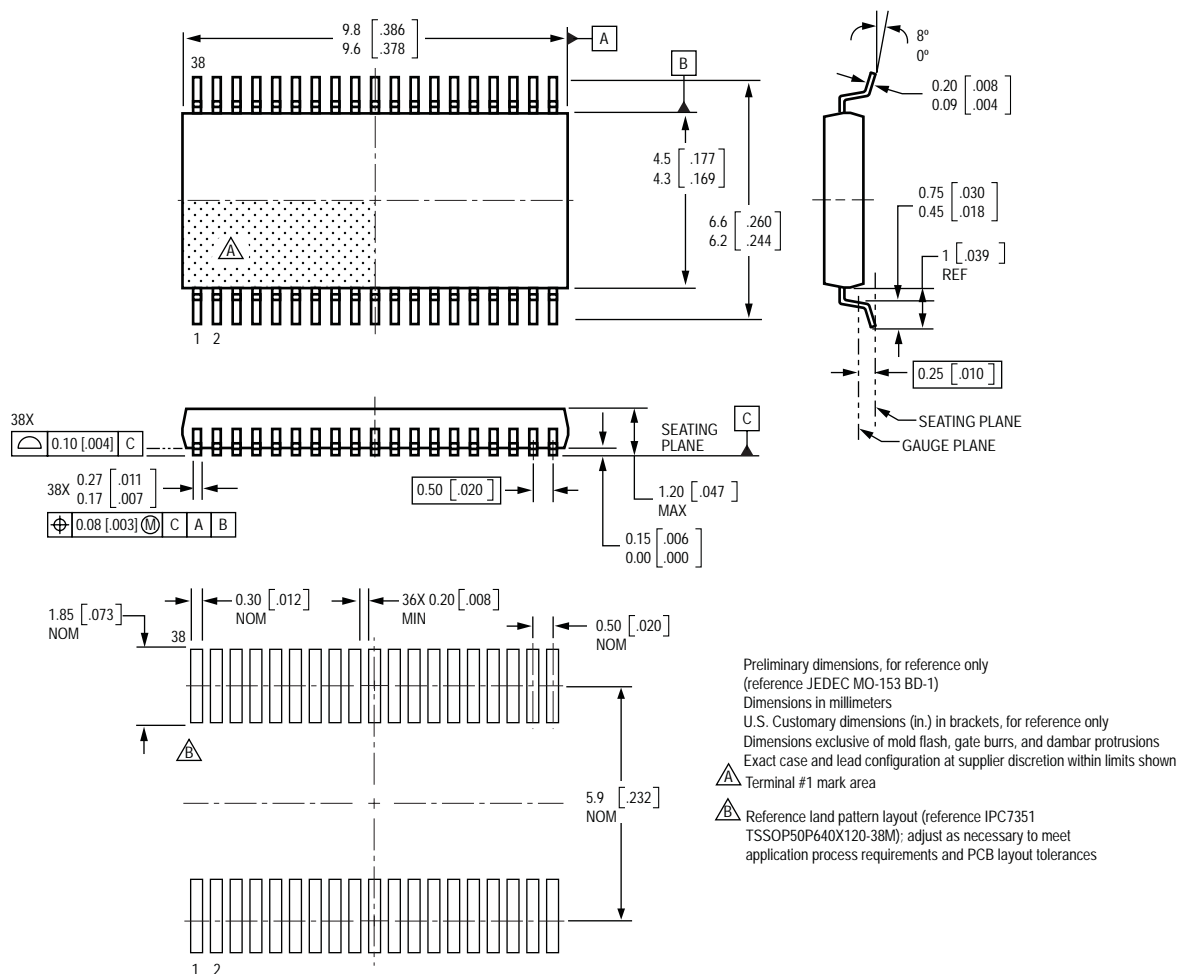 9.8 [.386]
9.6 [.378]
A
38
B
8º
0º
0.20 [.008]
0.09 [.004]
4.5 [.177]
4.3 [.169]
6.6 [.260]
6.2 [.244]
0.75 [.030]
0.45 [.018]
1 [.039]
REF
A
1 2
0.25 [.010]
SEATING PLANE
GAUGE PLANE
38X
0.10 [.004] C
38X 0.27 [.011]
0.17 [.007]
0.08 [.003] M C A B
0.50 [.020]
SEATING
PLANE
C
1.20 [.047]
MAX
0.15 [.006]
0.00 [.000]
1.85 [.073]
NOM
0.30 [.012]
NOM
36X 0.20 [.008]
MIN
0.50 [.020]
NOM
38
B
5.9 [.232]
NOM
1 2
Preliminary dimensions, for reference only
(reference JEDEC MO-153 BD-1)
Dimensions in millimeters
U.S. Customary dimensions (in.) in brackets, for reference only
Dimensions exclusive of mold flash, gate burrs, and dambar protrusions
Exact case and lead configuration at supplier discretion within limits shown
A Terminal #1 mark area
B Reference land pattern layout (reference IPC7351
TSSOP50P640X120-38M); adjust as necessary to meet
application process requirements and PCB layout tolerances